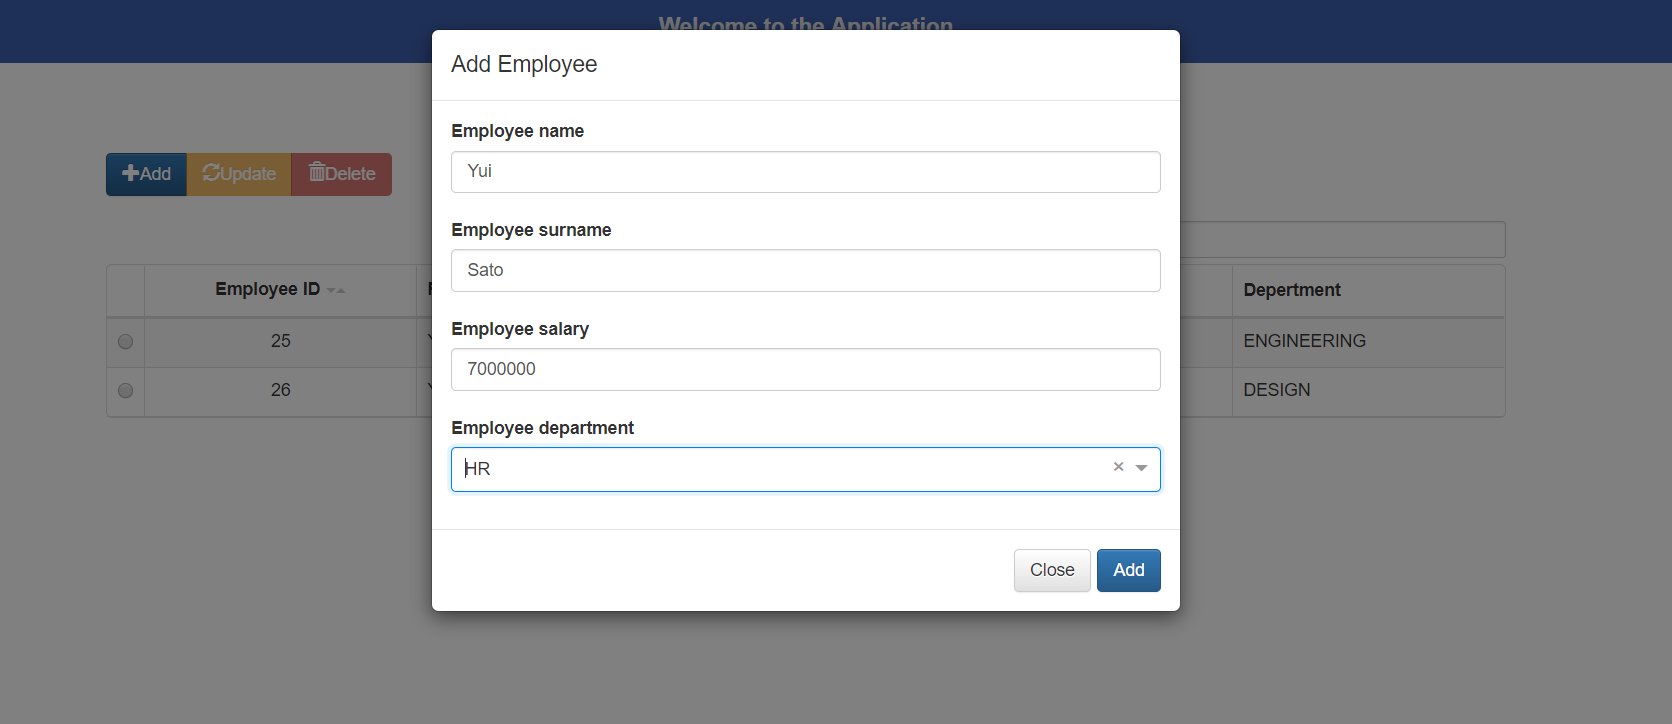 Welcome to the Application
Add Employee
Employee name
Yui
Add Update Delete
Employee surname
Sato
Employee ID
Depertment
Employee salary
25
ENGINEERING
7000000
26
DESIGN
Employee department
HR
Close Add